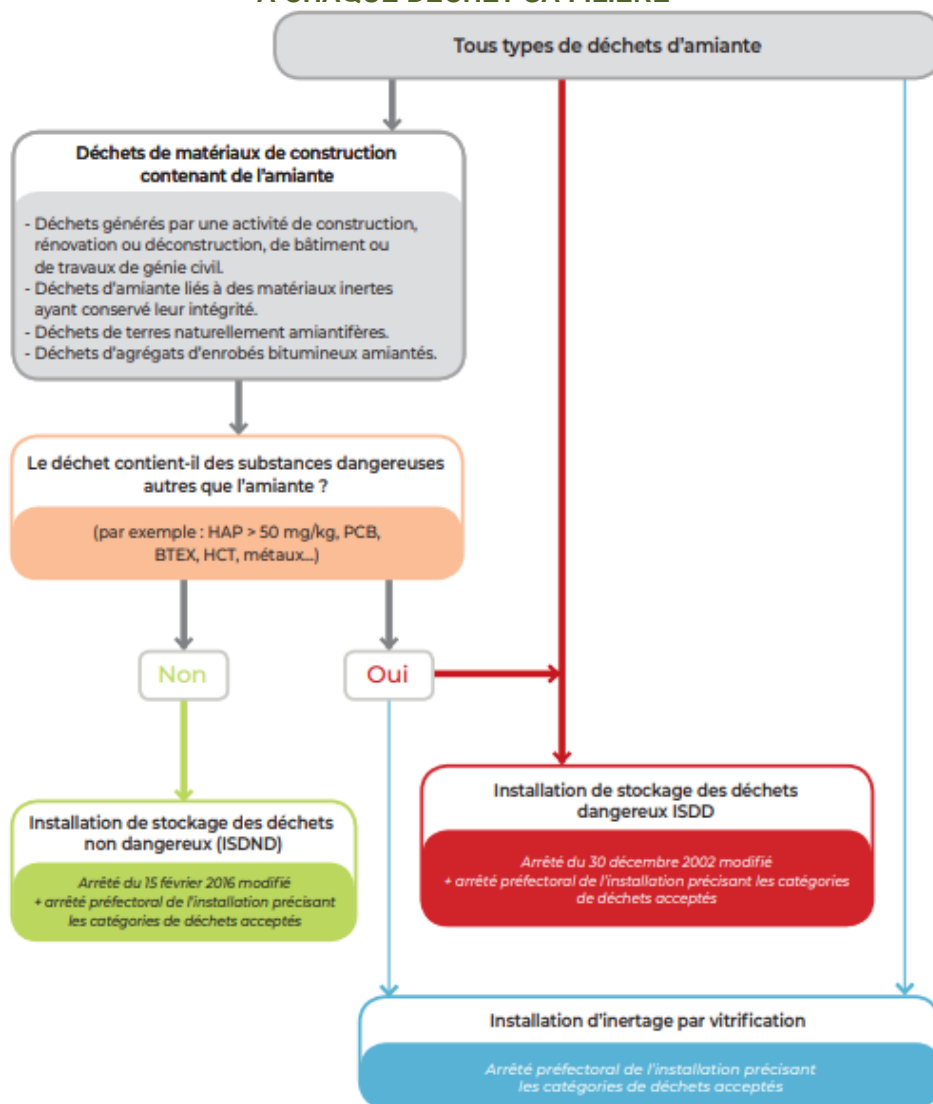 À CHAQUE DÉCHET SA FILIÈRE
Tous types de déchets d'amiante
Déchets de matériaux de construction
contenant de l'amiante
- Déchets générés par une activité de construction,
rénovation ou déconstruction, de bâtiment ou
de travaux de génie civil.
- Déchets d'amiante liés à des matériaux inertes
ayant conservé leur intégrité.
- Déchets de terres naturellement amiantifères.
- Déchets d'agrégats d'enrobés bitumineux amiantés.
Le déchet contient-il des substances dangereuses
autres que l'amiante ?
(par exemple : HAP > 50 mg/kg, PCB,
BTEX, HCT, métaux...)
Non
Oui
Installation de stockage des déchets
dangereux ISDD
Arrêté du 30 décembre 2002 modifié
+ arrêté préfectoral de l'installation précisant les catégories
de déchets acceptés
Installation de stockage des déchets
non dangereux (ISDND)
Arrêté du 15 février 2016 modifié
+ arrêté préfectoral de l'installation précisant
les catégories de déchets acceptés
Installation d'inertage par vitrification
Arrêté préfectoral de l'installation précisant
les catégories de déchets acceptés